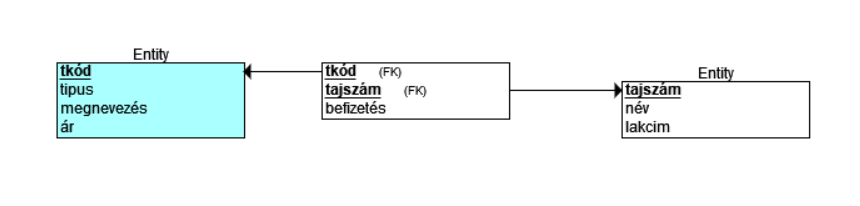 Entity
tkód
tipus
megnevezés
ár
tkód (FK)
tajszám (FK)
befizetés
Entity
tajszám
név
lakcim